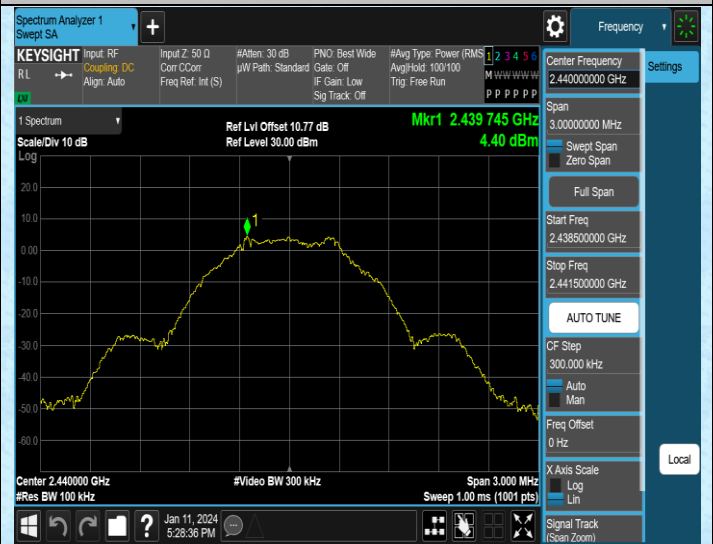 Spectrum Analyzer 1
Swept SA
+
Frequency
KEYSIGHT
RL
LXI
Input: RF
Coupling: DC
Align: Auto
Input Z: 50 Ω
Corr CCorr
Freq Ref: Int (S)
#Atten: 30 dB
µW Path: Standard
PNO: Best Wide
Gate: Off
IF Gain: Low
Sig Track: Off
#Avg Type: Power (RMS
Avg|Hold: 100/100
Trig: Free Run
1 2 3 4 5 6
M W W W W W
P P P P P P
1 Spectrum
Scale/Div 10 dB
Log
Ref Lvl Offset 10.77 dB
Ref Level 30.00 dBm
Mkr1 2.439 745 GHz
4.40 dBm
1
20.0
10.0
0.00
-10.0
-20.0
-30.0
-40.0
-50.0
-60.0
Center 2.440000 GHz
#Res BW 100 kHz
#Video BW 300 kHz
Span 3.000 MHz
Sweep 1.00 ms (1001 pts)
Center Frequency
2.440000000 GHz
Span
3.00000000 MHz
Swept Span
Zero Span
Full Span
Start Freq
2.438500000 GHz
Stop Freq
2.441500000 GHz
AUTO TUNE
CF Step
300.000 kHz
Auto
Man
Freq Offset
0 Hz
X Axis Scale
Log
Lin
Signal Track
(Span Zoom)
Settings
Local
?
Jan 11, 2024
5:28:36 PM